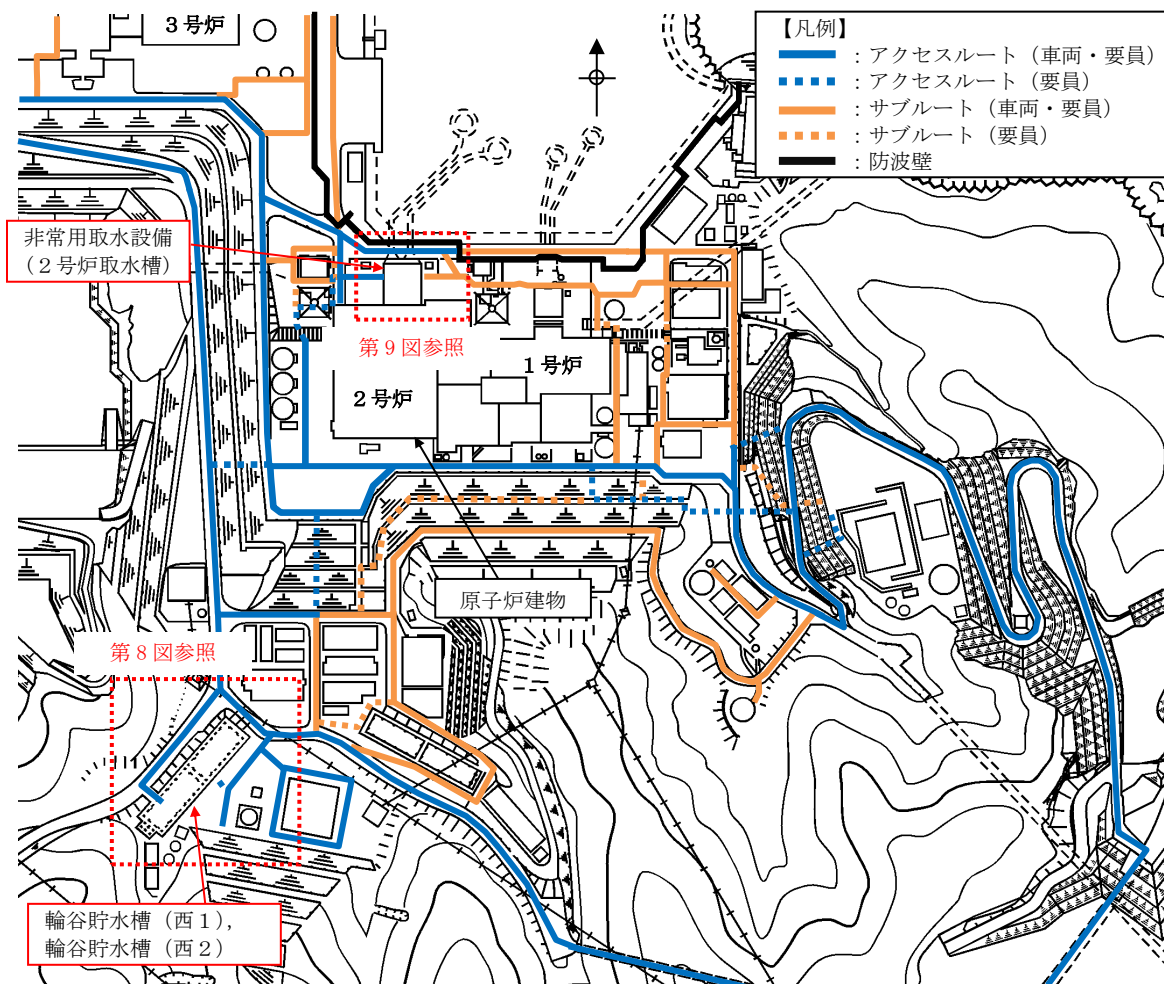 3号炉
【凡例】
：アクセスルート（車両・要員）
：アクセスルート（要員）
：サブルート（車両・要員）
：サブルート（要員）
：防波壁
非常用取水設備
（2号炉取水槽）
第9図参照
1号炉
2号炉
原子炉建物
第8図参照
輪谷貯水槽（西1），
輪谷貯水槽（西2）